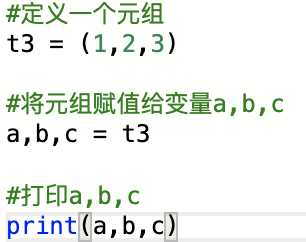 #定义一个元组
t3 = (1,2,3)
#将元组赋值给变量a,b,c
a,b,c = t3
#打印a,b,c
print(a,b,c)